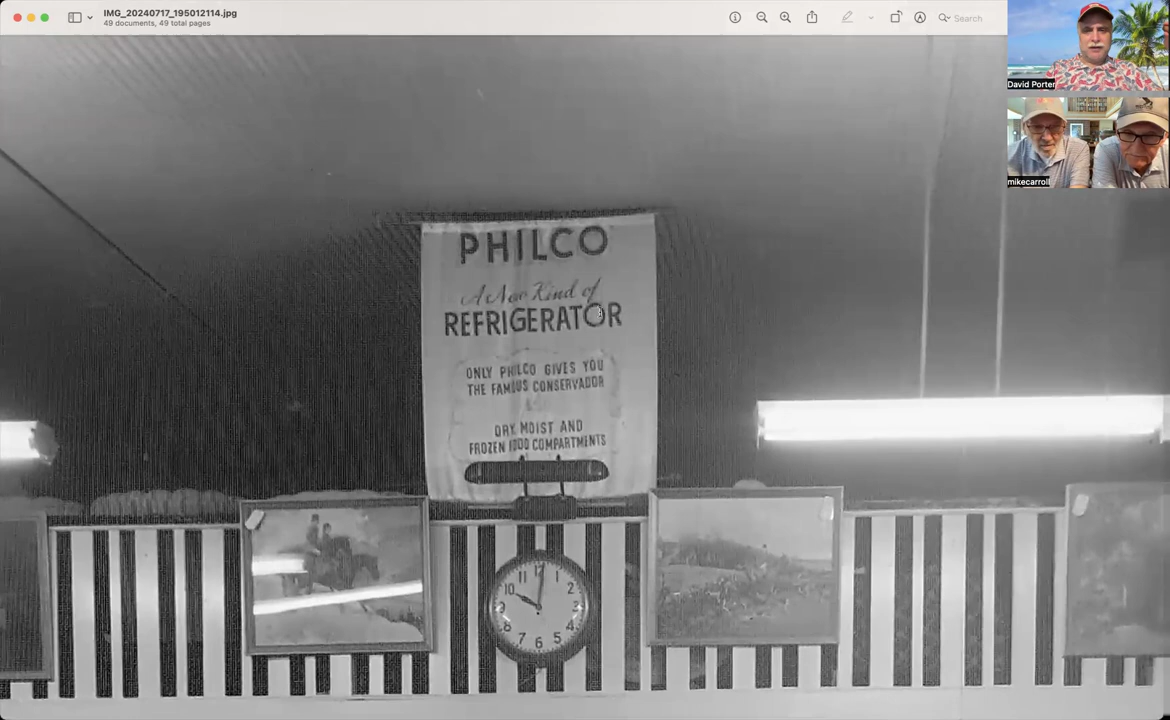 IMG_20240717_195012114.jpg
49 documents, 49 total pages
Search
David Porter
mikecarroll
PHILCO
A New Kind of
REFRIGERATOR
ONLY PHILCO GIVES YOU
THE FAMOUS CONSERVADOR
DRY, MOIST AND
FROZEN FOOD COMPARTMENTS
11 12 1
10 2
9 3
8 4
7 6 5